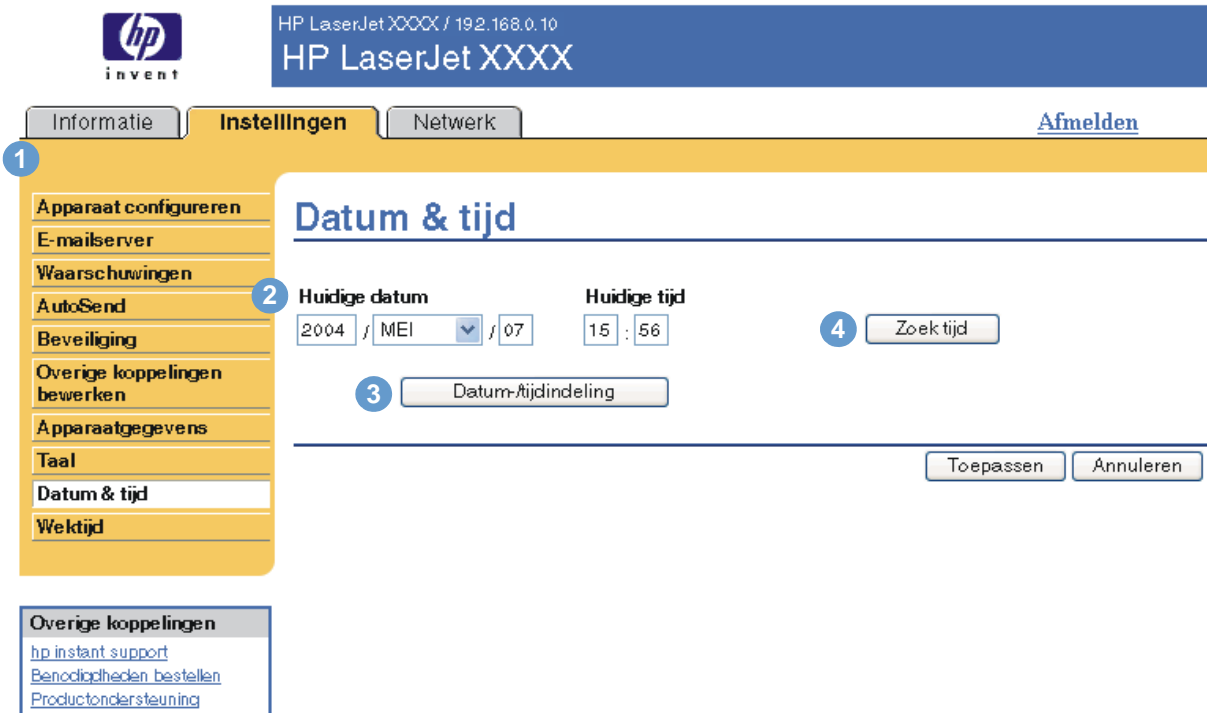 hp
invent
HP LaserJet XXXX / 192.168.0.10
HP LaserJet XXXX
Informatie
Instellingen
Netwerk
Afmelden
1
Apparaat configureren
E-mailserver
Waarschuwingen
AutoSend
Beveiliging
Overige koppelingen
bewerken
Apparaatgegevens
Taal
Datum & tijd
Wektijd
Datum & tijd
2
Huidige datum
Huidige tijd
2004 / MEI / 07
15 : 56
4
Zoek tijd
3
Datum-/tijdindeling
Toepassen
Annuleren
Overige koppelingen
hp instant support
Benodigdheden bestellen
Productondersteuning